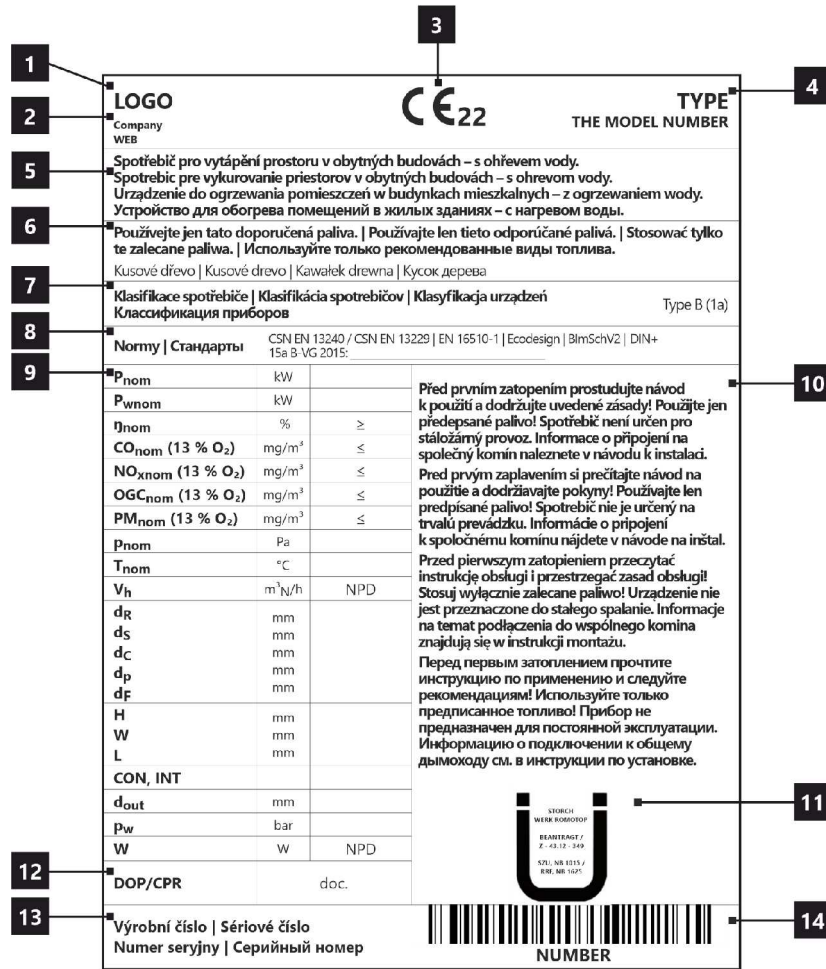 3
1
4
LOGO
CE 22
TYPE
2
Company
THE MODEL NUMBER
WEB
5
Spotřebič pro vytápění prostoru v obytných budovách – s ohřevem vody.
Spotrebic pre vykurovanie priestorov v obytných budovách – s ohrevom vody.
Urządzenie do ogrzewania pomieszczeń w budynkach mieszkalnych – z ogrzewaniem wody.
Устройство для обогрева помещений в жилых зданиях – с нагревом воды.
6
Používejte jen tato doporučená paliva. | Používajte len tieto odporúčané palivá. | Stosować tylko
te zalecane paliwa. | Используйте только рекомендованные виды топлива.
Kusové dřevo | Kusové drevo | Kawałek drewna | Кусок дерева
7
Klasifikace spotřebiče | Klasifikácia spotrebičov | Klasyfikacja urządzeń
Классификация приборов
Type B (1a)
8
Normy | Стандарты
CSN EN 13240 / CSN EN 13229 | EN 16510-1 | Ecodesign | BImSchV2 | DIN+
15a B-VG 2015:
9
Pnom kW
Pwnom kW
ηnom % ≥
COnom (13 % O₂) mg/m³ ≤
NOxnom (13 % O₂) mg/m³ ≤
OGCnom (13 % O₂) mg/m³ ≤
PMnom (13 % O₂) mg/m³ ≤
pnom Pa
Tnom °C
Vh m³N/h NPD
dR mm
dS mm
dC mm
dp mm
dF mm
H mm
W mm
L mm
CON, INT
dout mm
pw bar
W W NPD
10
Před prvním zatopením prostudujte návod
k použití a dodržujte uvedené zásady! Použijte jen
předepsané palivo! Spotřebič není určen pro
stáložárný provoz. Informace o připojení na
společný komín naleznete v návodu k instalaci.
Pred prvým zaplavením si prečítajte návod na
použitie a dodržiavajte pokyny! Používajte len
predpísané palivo! Spotrebič nie je určený na
trvalú prevádzku. Informácie o pripojení
k spoločnému komínu nájdete v návode na inštal.
Przed pierwszym zatopieniem przeczytać
instrukcję obsługi i przestrzegać zasad obsługi!
Stosuj wyłącznie zalecane paliwo! Urządzenie nie
jest przeznaczone do stałego spalanie. Informacje
na temat podłączenia do wspólnego komina
znajdują się w instrukcji montażu.
Перед первым затоплением прочтите
инструкцию по применению и следуйте
рекомендациям! Используйте только
предписанное топливо! Прибор не
предназначен для постоянной эксплуатации.
Информацию о подключении к общему
дымоходу см. в инструкции по установке.
11
STORCH
WERK ROMOTOP
BEANTRAGT /
Z - 43.12 - 349
SZU, NB 1015 /
RRF, NB 1625
12
DOP/CPR doc.
13
Výrobní číslo | Sériové číslo
Numer seryjny | Серийный номер
14
NUMBER